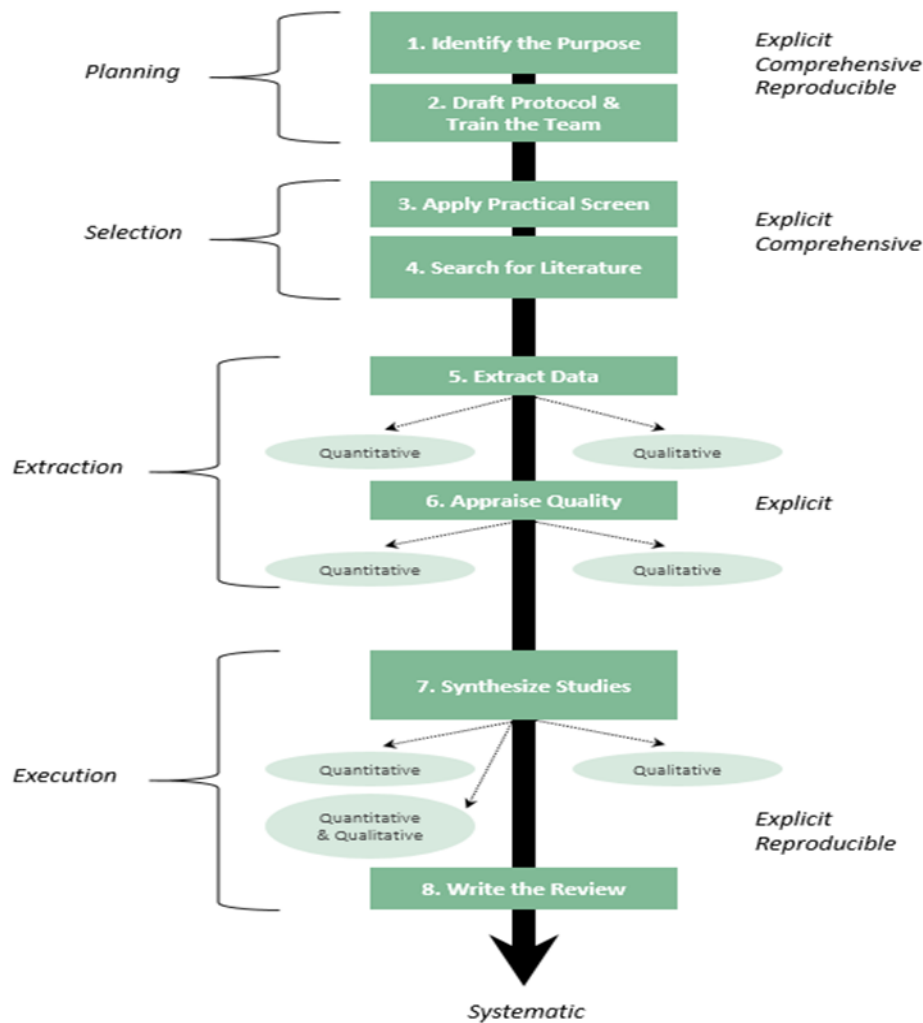 1. Identify the Purpose
Explicit
Comprehensive
Reproducible
Planning
2. Draft Protocol &
Train the Team
3. Apply Practical Screen
Explicit
Comprehensive
Selection
4. Search for Literature
5. Extract Data
Quantitative
Qualitative
Extraction
6. Appraise Quality
Explicit
Quantitative
Qualitative
7. Synthesize Studies
Quantitative
Qualitative
Execution
Quantitative
& Qualitative
Explicit
Reproducible
8. Write the Review
Systematic